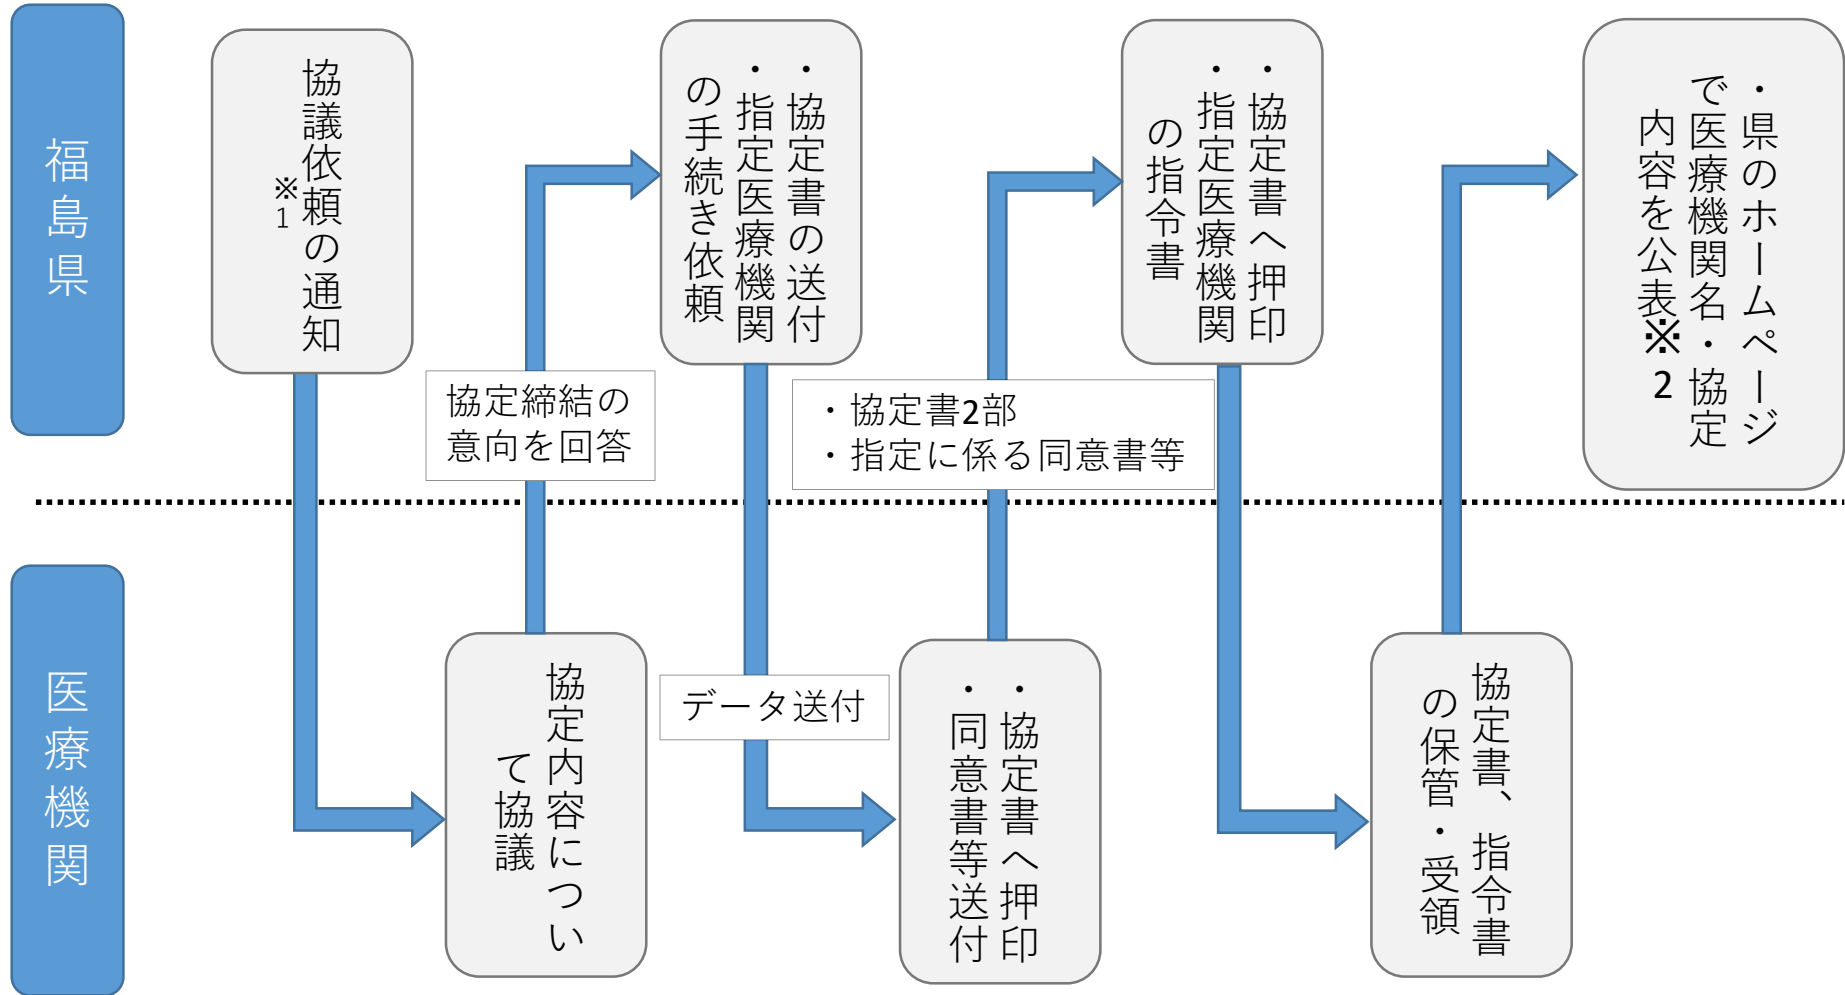 福島県
協議依頼の通知
※1
・協定書の送付
・指定医療機関
の手続き依頼
・協定書へ押印
・指定医療機関
の指令書
・県のホームページ
で医療機関名・協定
内容を公表※2
協定締結の
意向を回答
・協定書2部
・指定に係る同意書等
医療機関
協定内容につい
て協議
データ送付
・協定書へ押印
・同意書等送付
協定書、指令書
の保管・受領